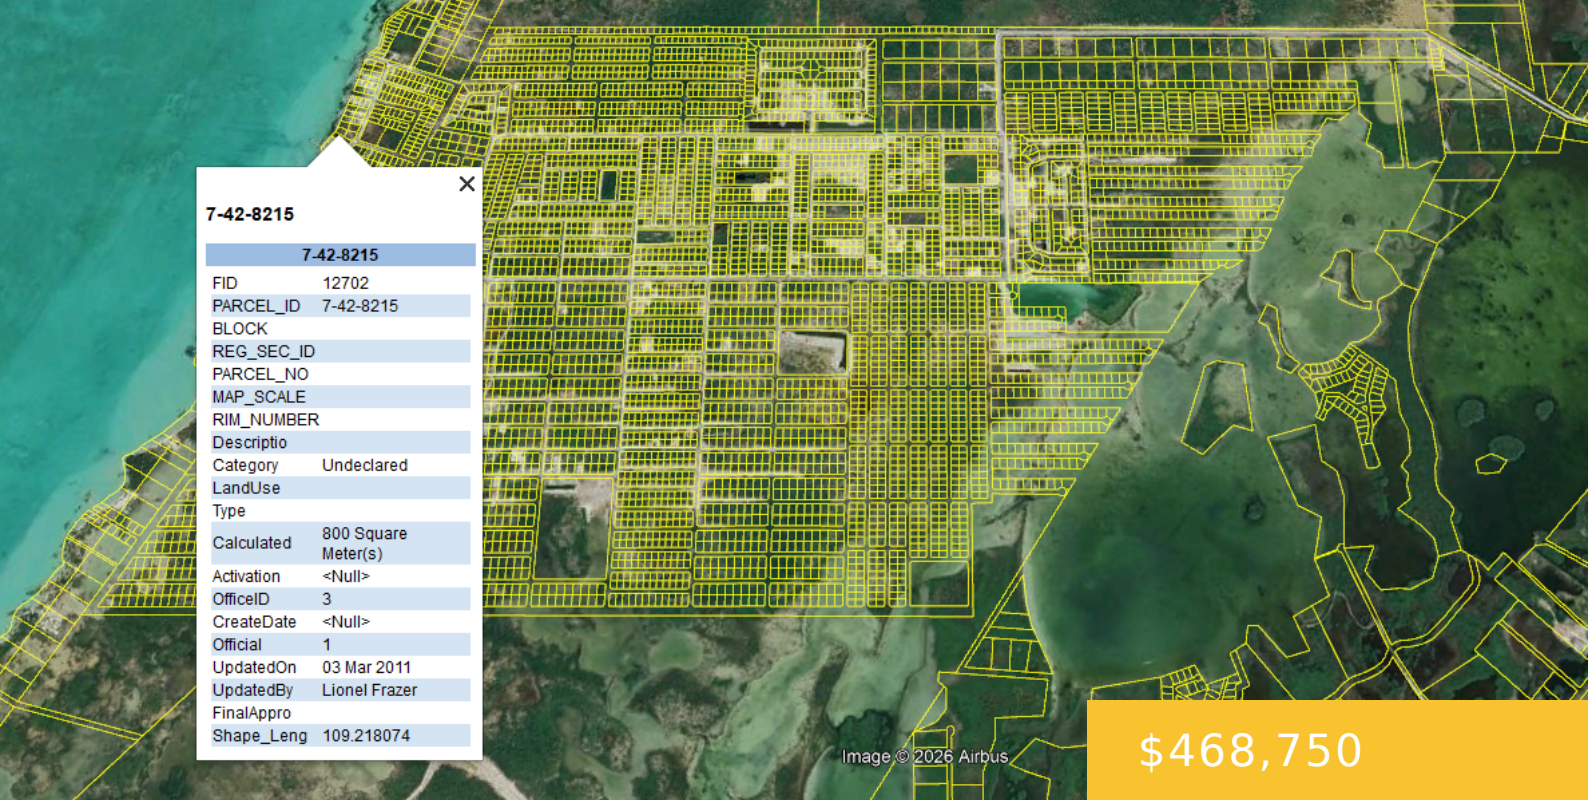 7-42-8215
7-42-8215
FID 12702
PARCEL_ID 7-42-8215
BLOCK
REG_SEC_ID
PARCEL_NO
MAP_SCALE
RIM_NUMBER
Descriptio
Category Undeclared
LandUse
Type
Calculated 800 Square
Meter(s)
Activation <Null>
OfficeID 3
CreateDate <Null>
Official 1
UpdatedOn 03 Mar 2011
UpdatedBy Lionel Frazer
FinalAppro
Shape_Leng 109.218074
Image © 2026 Airbus
$468,750